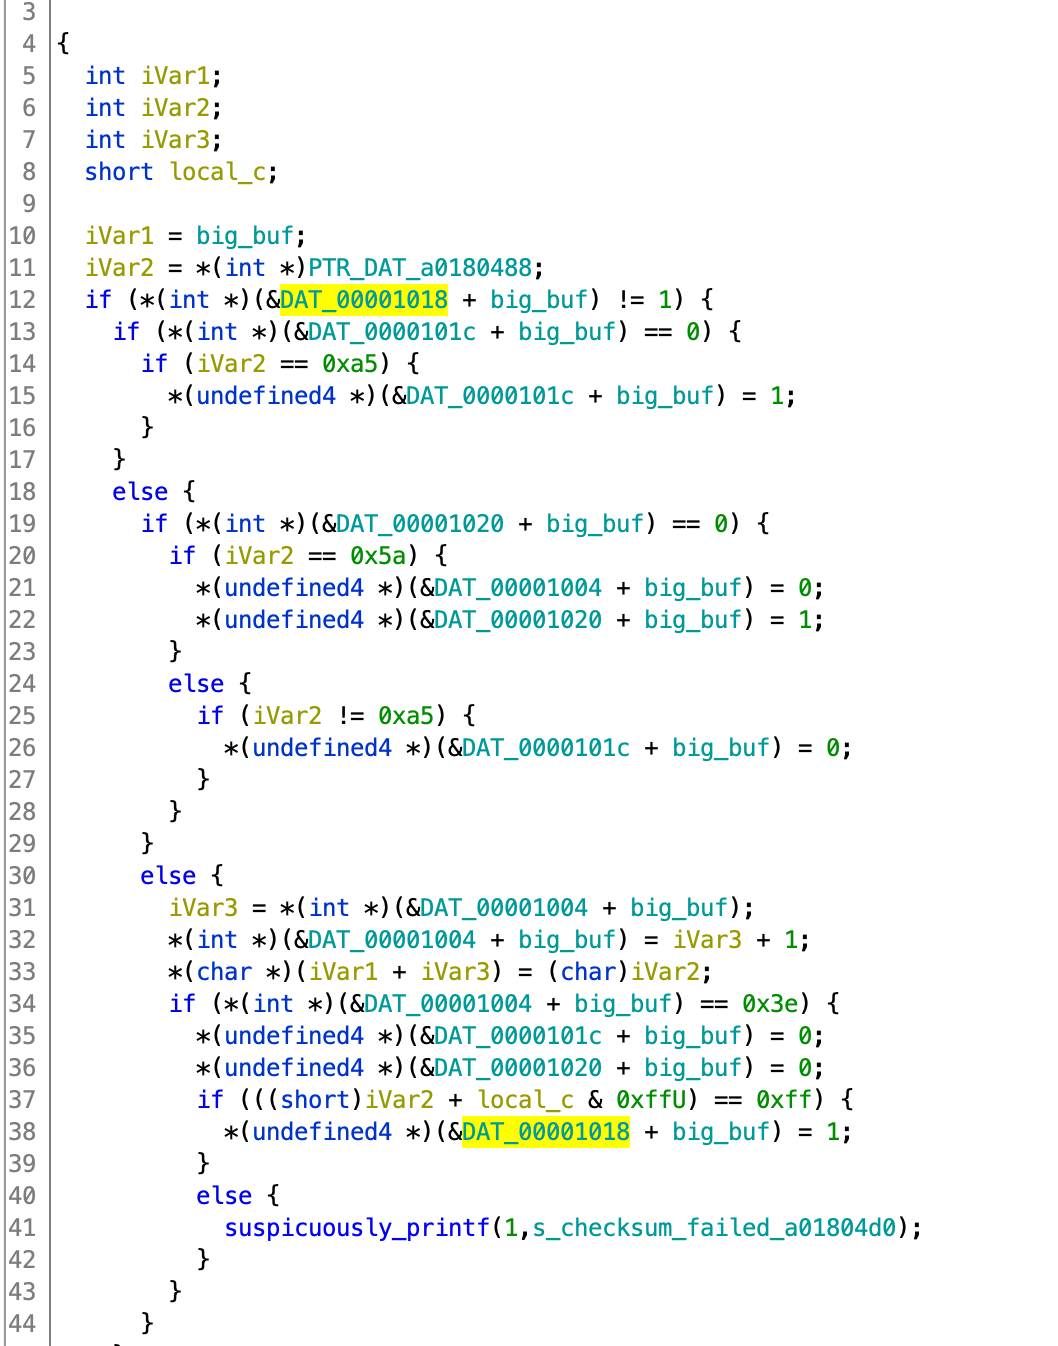 3
4 {
5 int iVar1;
6 int iVar2;
7 int iVar3;
8 short local_c;
9
10 iVar1 = big_buf;
11 iVar2 = *(int *)PTR_DAT_a0180488;
12 if (*(int *)(&DAT_00001018 + big_buf) != 1) {
13 if (*(int *)(&DAT_0000101c + big_buf) == 0) {
14 if (iVar2 == 0xa5) {
15 *(undefined4 *)(&DAT_0000101c + big_buf) = 1;
16 }
17 }
18 else {
19 if (*(int *)(&DAT_00001020 + big_buf) == 0) {
20 if (iVar2 == 0x5a) {
21 *(undefined4 *)(&DAT_00001004 + big_buf) = 0;
22 *(undefined4 *)(&DAT_00001020 + big_buf) = 1;
23 }
24 else {
25 if (iVar2 != 0xa5) {
26 *(undefined4 *)(&DAT_0000101c + big_buf) = 0;
27 }
28 }
29 }
30 else {
31 iVar3 = *(int *)(&DAT_00001004 + big_buf);
32 *(int *)(&DAT_00001004 + big_buf) = iVar3 + 1;
33 *(char *)(iVar1 + iVar3) = (char)iVar2;
34 if (*(int *)(&DAT_00001004 + big_buf) == 0x3e) {
35 *(undefined4 *)(&DAT_0000101c + big_buf) = 0;
36 *(undefined4 *)(&DAT_00001020 + big_buf) = 0;
37 if (((short)iVar2 + local_c & 0xffU) == 0xff) {
38 *(undefined4 *)(&DAT_00001018 + big_buf) = 1;
39 }
40 else {
41 suspicuously_printf(1,s_checksum_failed_a01804d0);
42 }
43 }
44 }